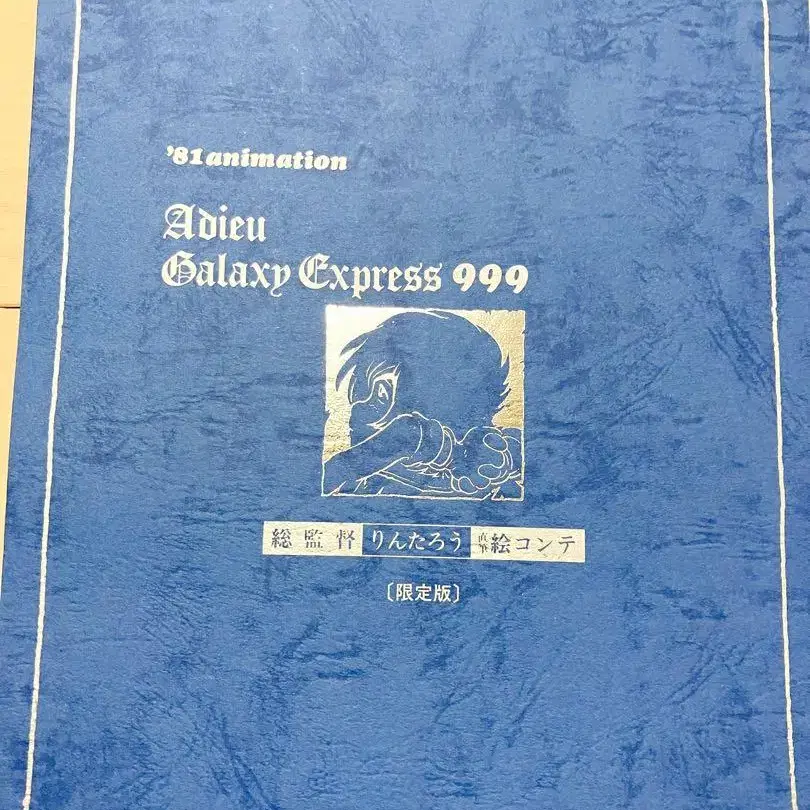 '81 animation
Adieu
Galaxy Express 999
総監督 りんたろう 直筆 絵コンテ
〔限定版〕